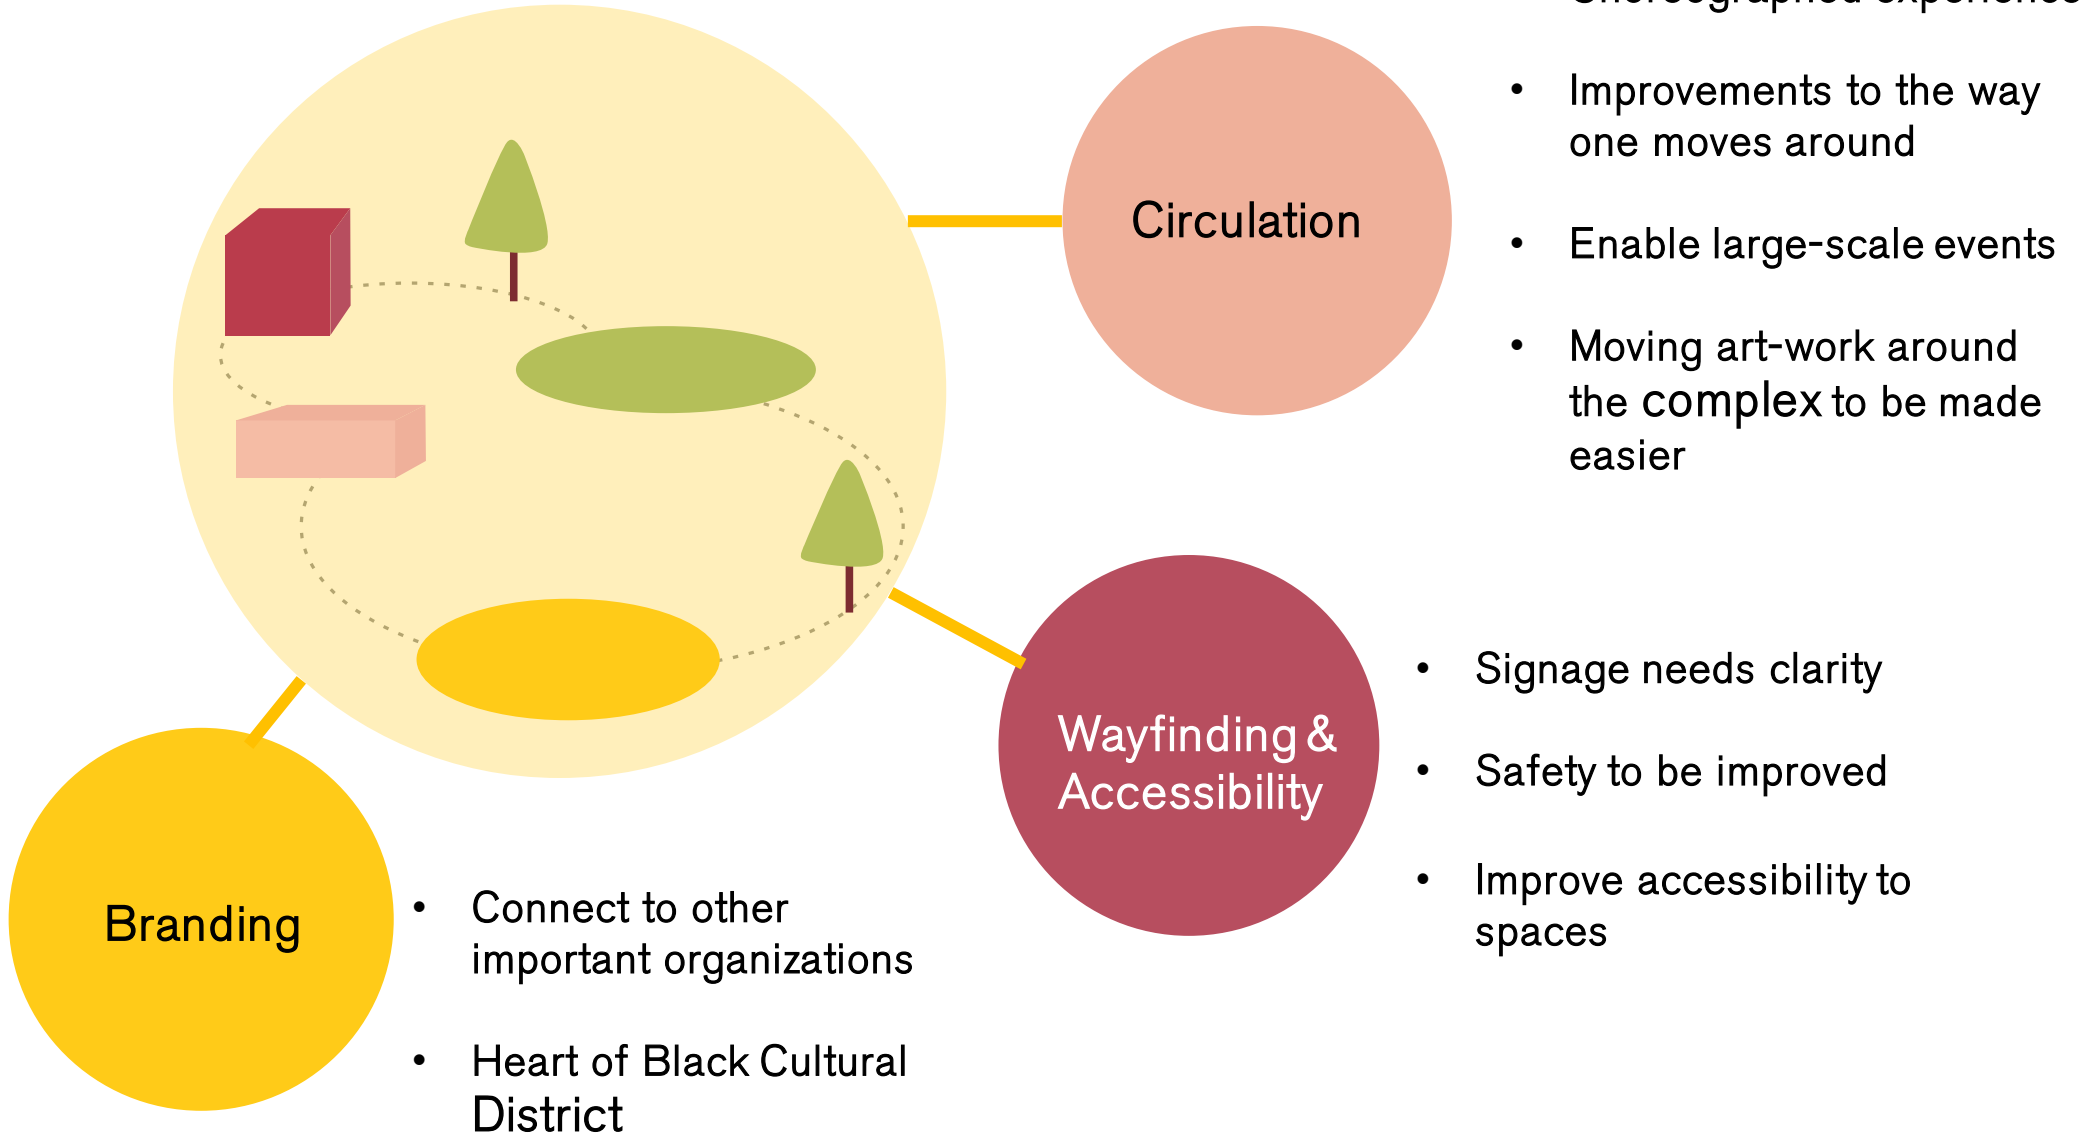 Choreographed experience
• Improvements to the way
one moves around
Circulation
• Enable large-scale events
• Moving art-work around
the complex to be made
easier
• Signage needs clarity
Wayfinding &
Accessibility
• Safety to be improved
• Improve accessibility to
spaces
Branding
• Connect to other
important organizations
• Heart of Black Cultural
District